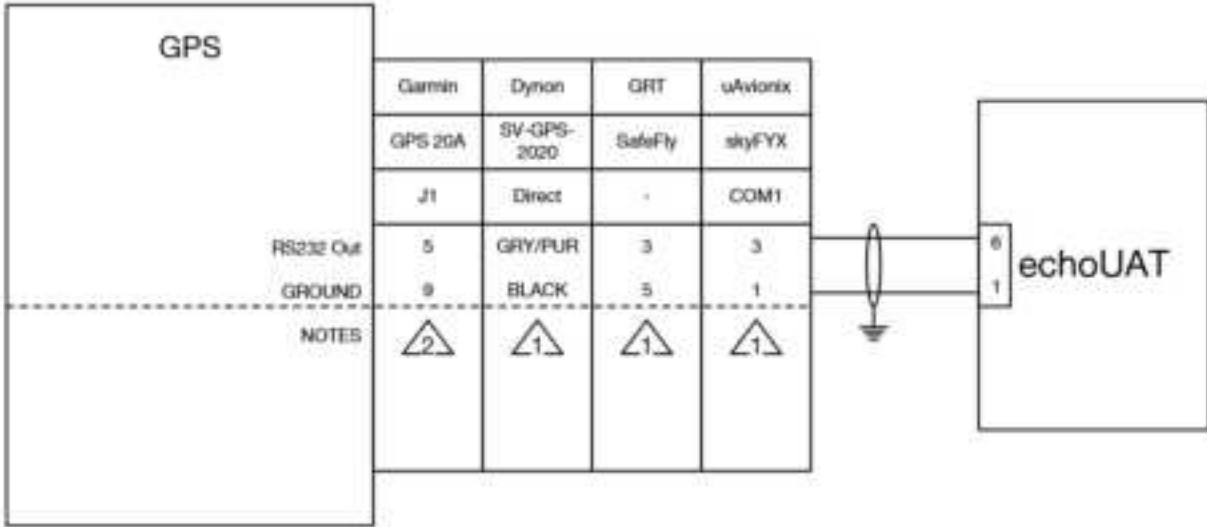 GPS
Garmin Dynon GRT uAvionix
GPS 20A SV-GPS-2020 SafeFly skyFYX
J1 Direct - COM1
RS232 Out 5 GRY/PUR 3 3 6
echoUAT
GROUND 9 BLACK 5 1 1
NOTES 2 1 1 1